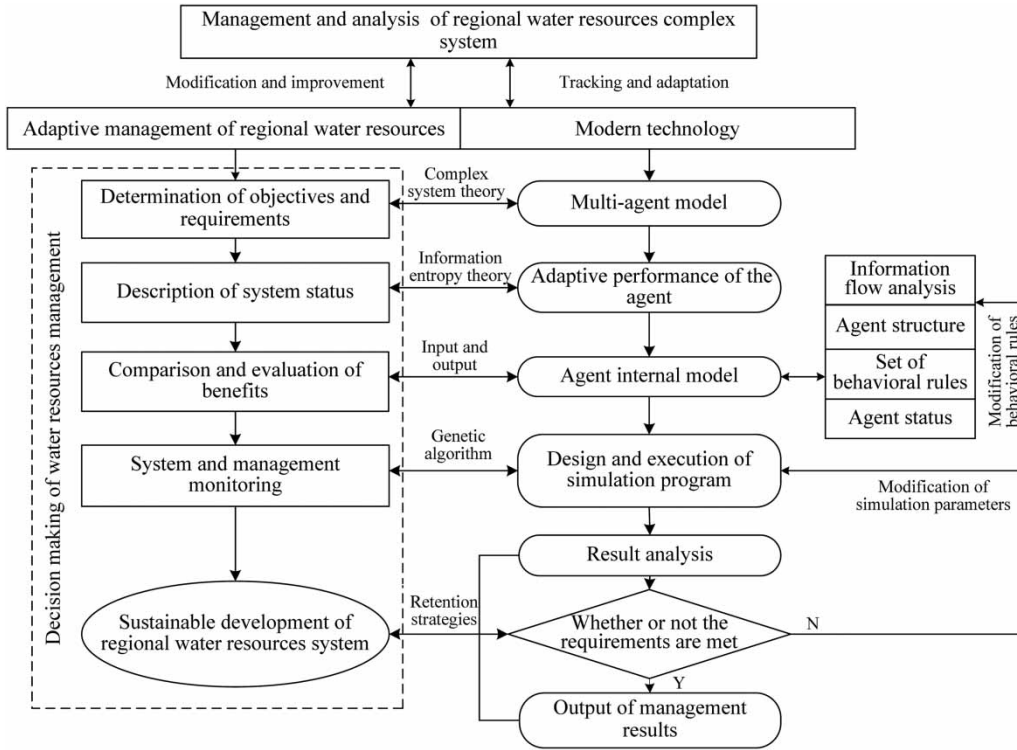 Management and analysis of regional water resources complex
system
Modification and improvement
Tracking and adaptation
Adaptive management of regional water resources
Modern technology
Decision making of water resources management
Determination of objectives and
requirements
Complex
system theory
Multi-agent model
Description of system status
Information
entropy theory
Adaptive performance of the
agent
Information
flow analysis
Agent structure
Set of
behavioral rules
Agent status
Modification of
behavioral rules
Comparison and evaluation of
benefits
Input and
output
Agent internal model
System and management
monitoring
Genetic
algorithm
Design and execution of
simulation program
Modification of
simulation parameters
Result analysis
Sustainable development of
regional water resources system
Retention
strategies
Whether or not the
requirements are met
N
Y
Output of management
results